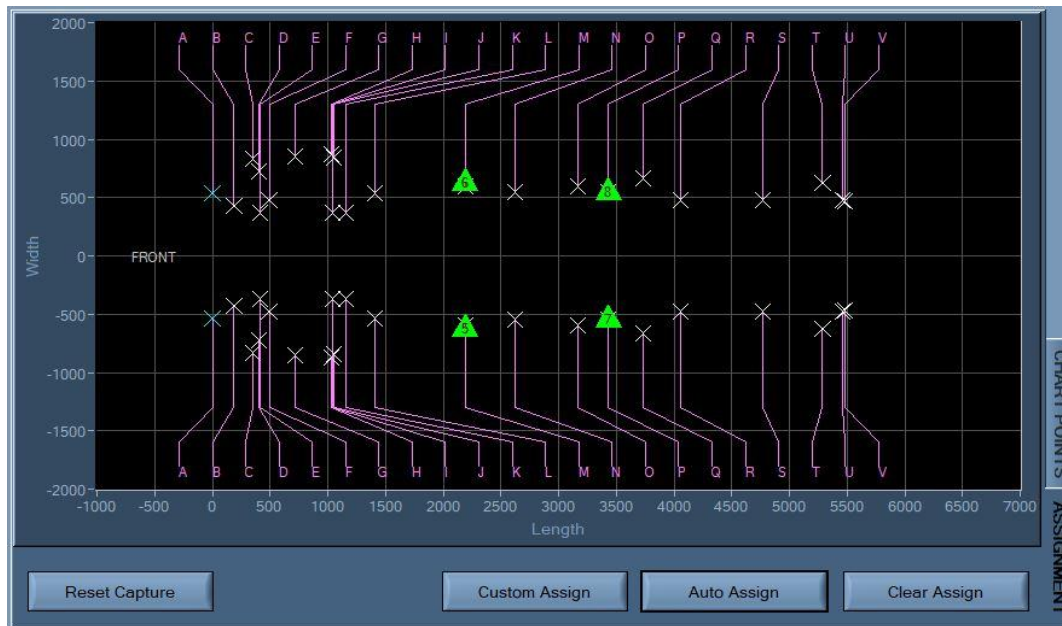 2000
A B C D E F G H I J K L M N O P Q R S T U V
1500
1000
500
6 8
Width
0
FRONT
-500
5 7
-1000
-1500
A B C D E F G H I J K L M N O P Q R S T U V
-2000
-1000 -500 0 500 1000 1500 2000 2500 3000 3500 4000 4500 5000 5500 6000 6500 7000
Length
CHART POINTS
ASSIGNMENT
Reset Capture Custom Assign Auto Assign Clear Assign